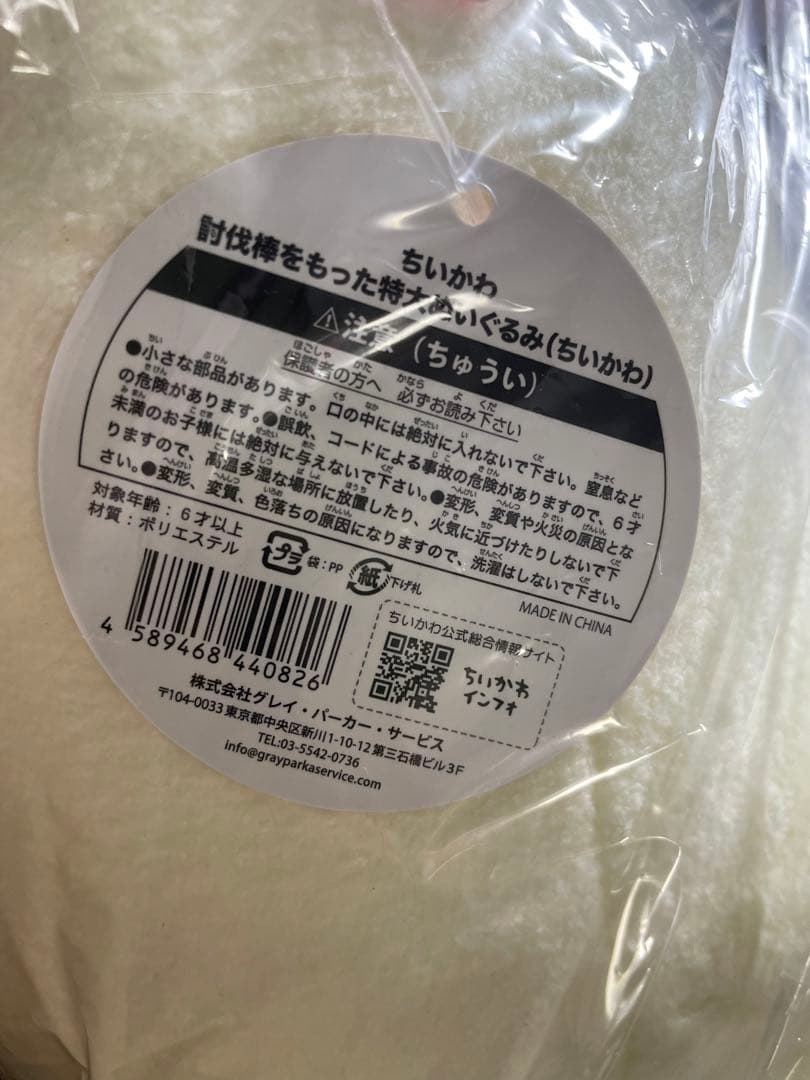 ちいかわ
討伐棒をもった特大ぬいぐるみ(ちいかわ)
⚠注意(ちゅうい)
保護者の方へ 必ずお読み下さい
●小さな部品があります。口の中には絶対に入れないで下さい。窒息など
の危険があります。●誤飲、コードによる事故の危険がありますので、6才
未満のお子様には絶対に与えないで下さい。●変形、変質や火災の原因とな
りますので、高温多湿な場所に放置したり、火気に近づけたりしないで下
さい。●変形、変質、色落ちの原因になりますので、洗濯はしないで下さい。
対象年齢:6才以上
材質:ポリエステル
プラ 袋:PP 紙 下げ札
MADE IN CHINA
4 589468 440826
ちいかわ公式総合情報サイト
ちいかわ
インフォ
株式会社グレイ・パーカー・サービス
〒104-0033 東京都中央区新川1-10-12 第三石橋ビル3F
TEL:03-5542-0736
info@grayparkaservice.com